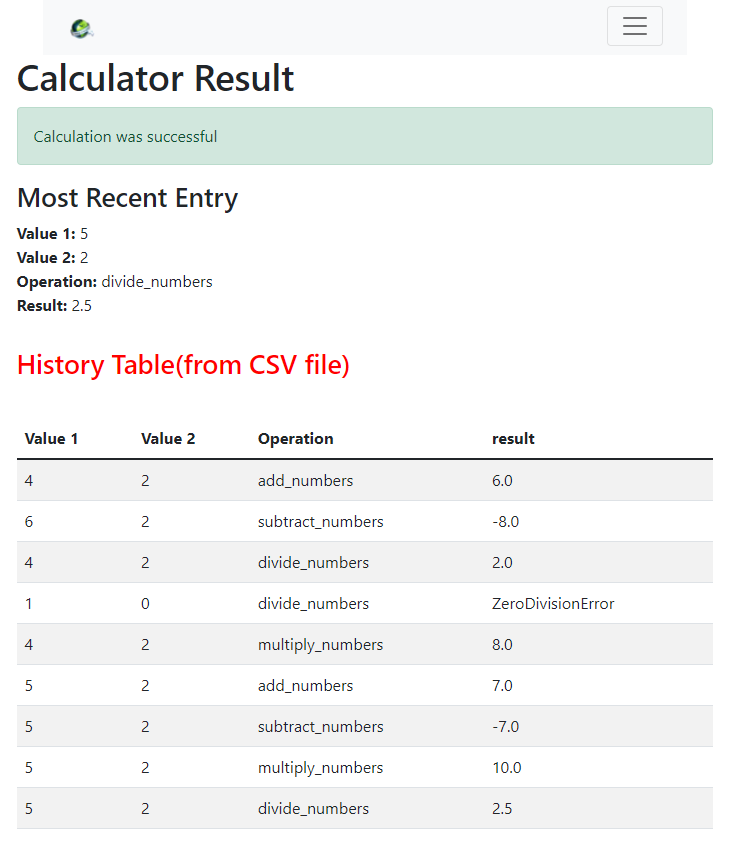 Calculator Result
Calculation was successful
Most Recent Entry
Value 1: 5
Value 2: 2
Operation: divide_numbers
Result: 2.5
History Table(from CSV file)
Value 1 Value 2 Operation result
4 2 add_numbers 6.0
6 2 subtract_numbers -8.0
4 2 divide_numbers 2.0
1 0 divide_numbers ZeroDivisionError
4 2 multiply_numbers 8.0
5 2 add_numbers 7.0
5 2 subtract_numbers -7.0
5 2 multiply_numbers 10.0
5 2 divide_numbers 2.5